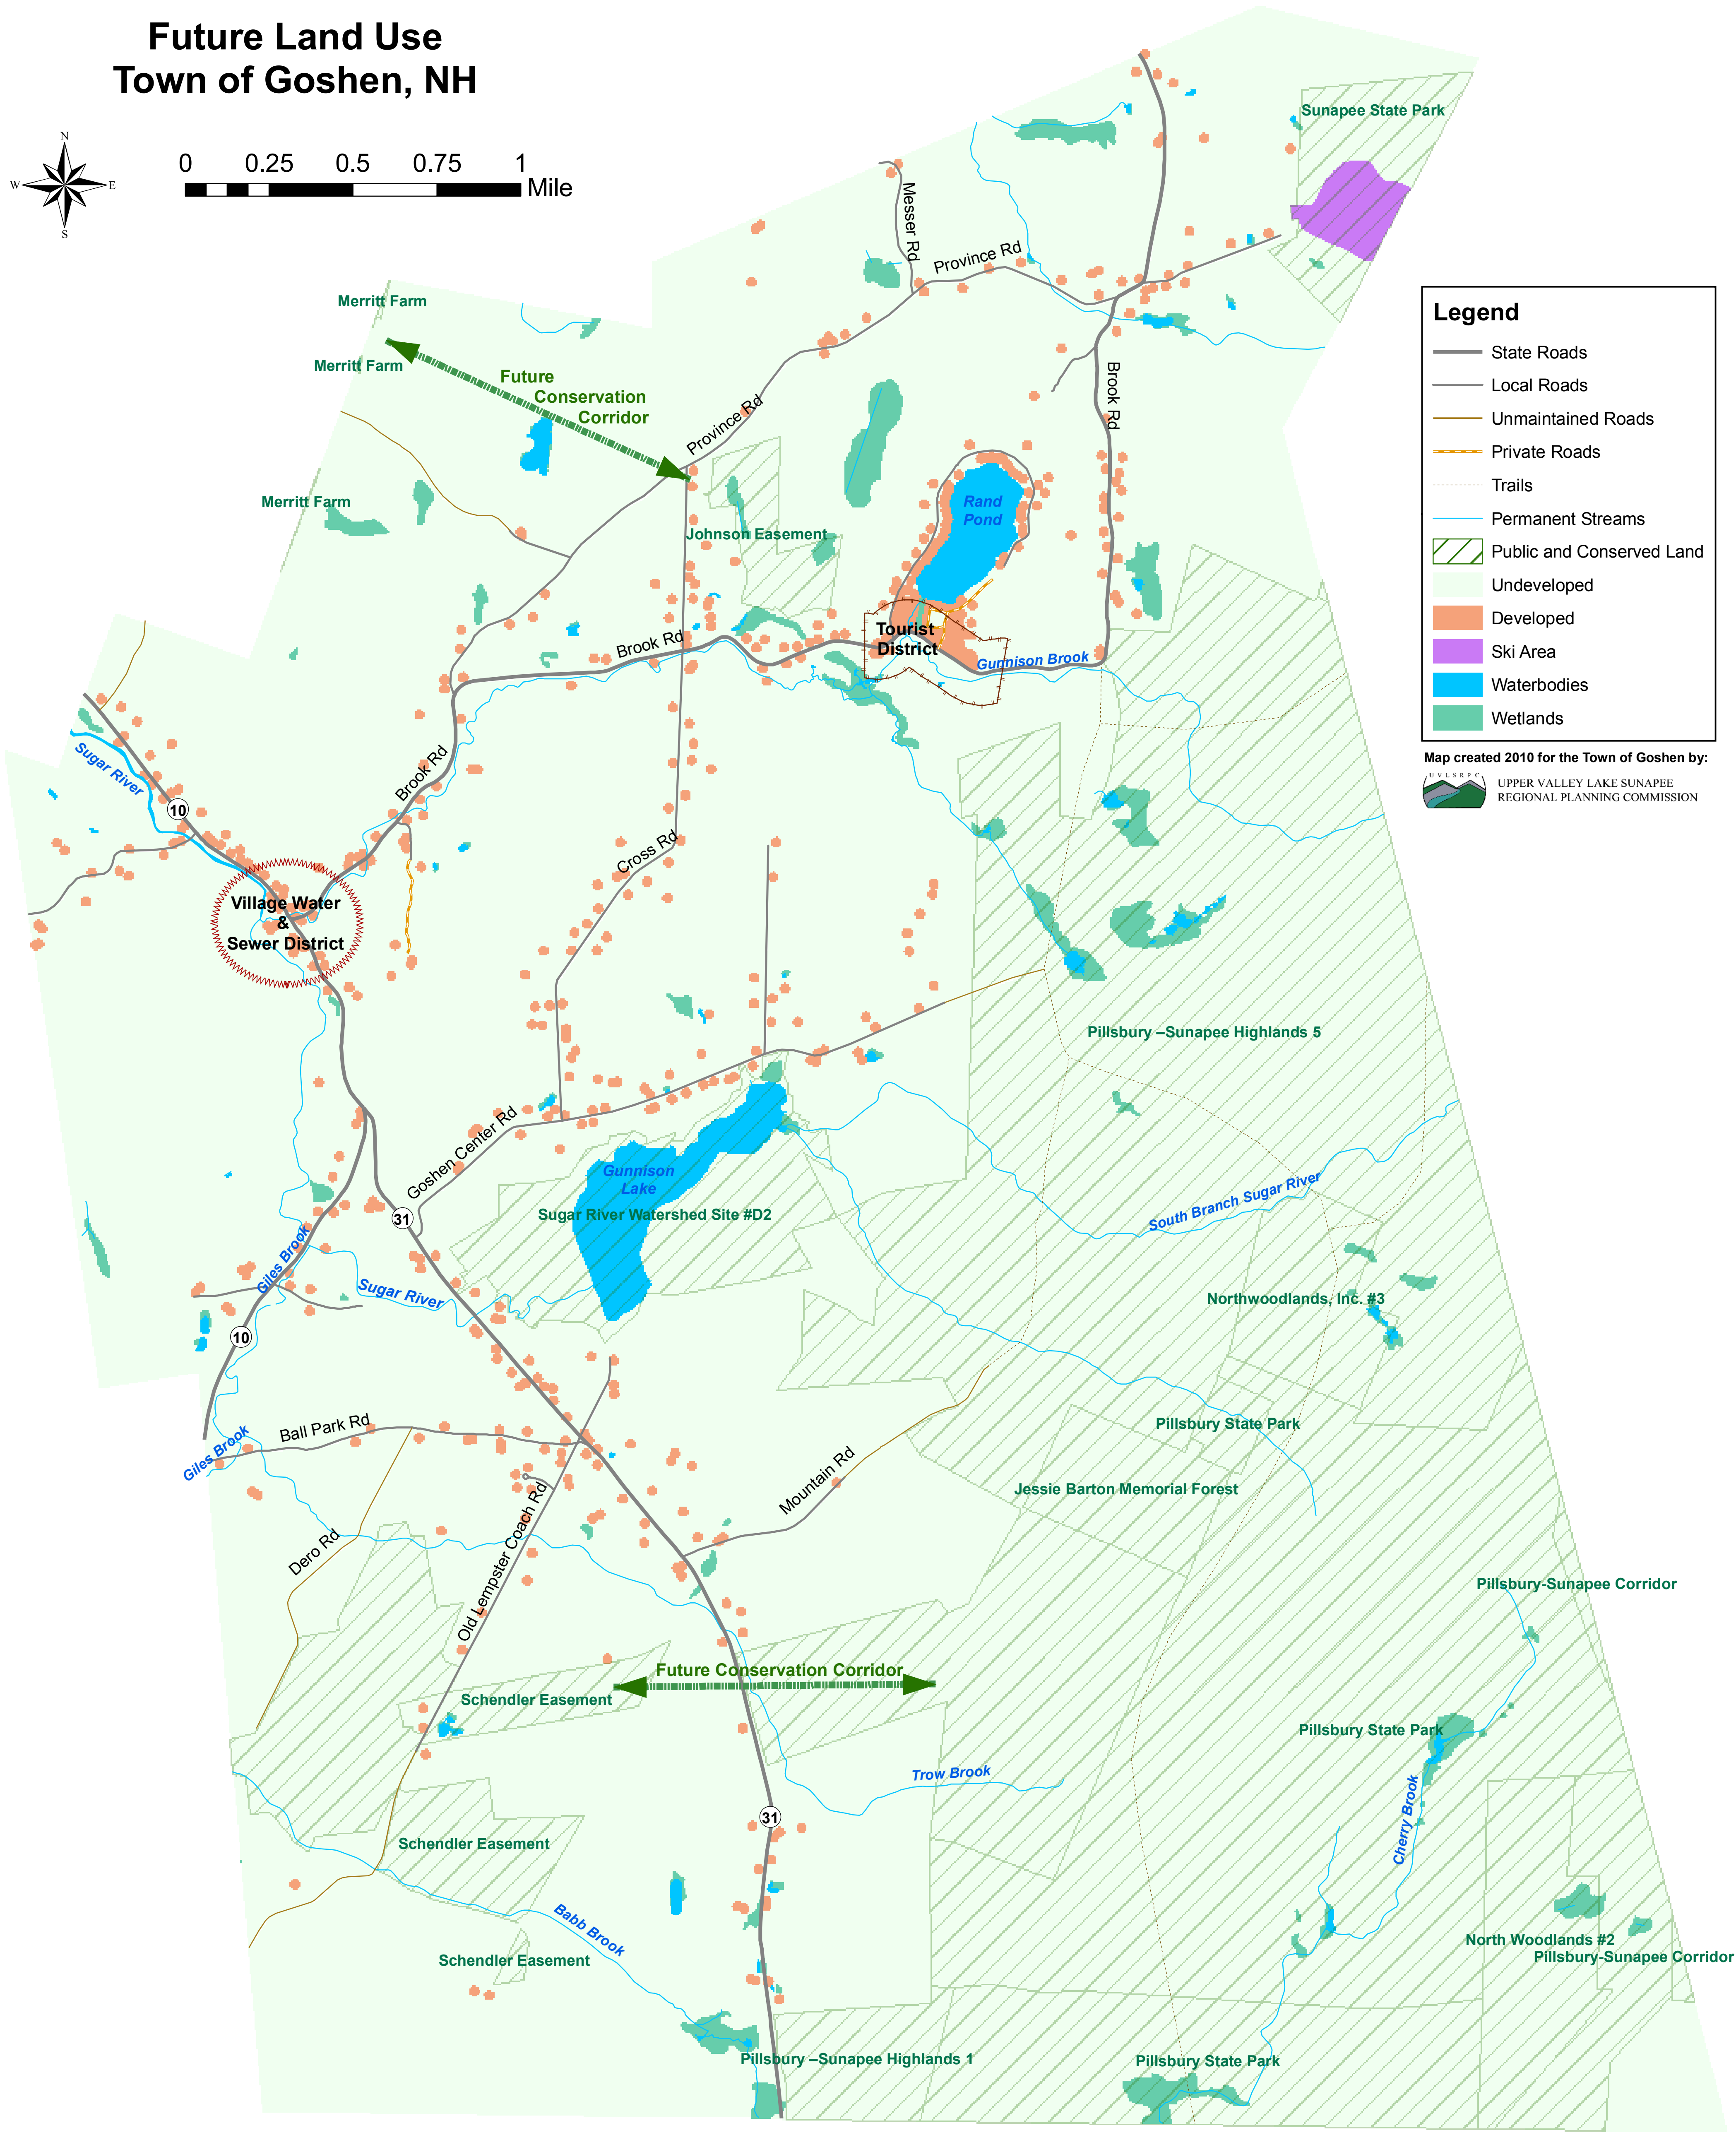 Future Land Use
Town of Goshen, NH
N
W E
S
0 0.25 0.5 0.75 1
Mile
Sunapee State Park
Messer Rd
Province Rd
Merritt Farm
Merritt Farm
Future
Conservation
Corridor
Province Rd
Brook Rd
Merritt Farm
Johnson Easement
Rand
Pond
Tourist
District
Brook Rd
Gunnison Brook
Sugar River
10
Brook Rd
Cross Rd
Village Water
&
Sewer District
Pillsbury –Sunapee Highlands 5
Goshen Center Rd
Gunnison
Lake
Sugar River Watershed Site #D2
31
South Branch Sugar River
Giles Brook
Sugar River
Northwoodlands, Inc. #3
10
Ball Park Rd
Giles Brook
Pillsbury State Park
Mountain Rd
Jessie Barton Memorial Forest
Dero Rd
Old Lempster Coach Rd
Pillsbury-Sunapee Corridor
Future Conservation Corridor
Schendler Easement
Pillsbury State Park
Trow Brook
31
Cherry Brook
Schendler Easement
Babb Brook
North Woodlands #2
Pillsbury-Sunapee Corridor
Schendler Easement
Pillsbury –Sunapee Highlands 1
Pillsbury State Park
Legend
State Roads
Local Roads
Unmaintained Roads
Private Roads
Trails
Permanent Streams
Public and Conserved Land
Undeveloped
Developed
Ski Area
Waterbodies
Wetlands
Map created 2010 for the Town of Goshen by:
UVLSRPC
UPPER VALLEY LAKE SUNAPEE
REGIONAL PLANNING COMMISSION